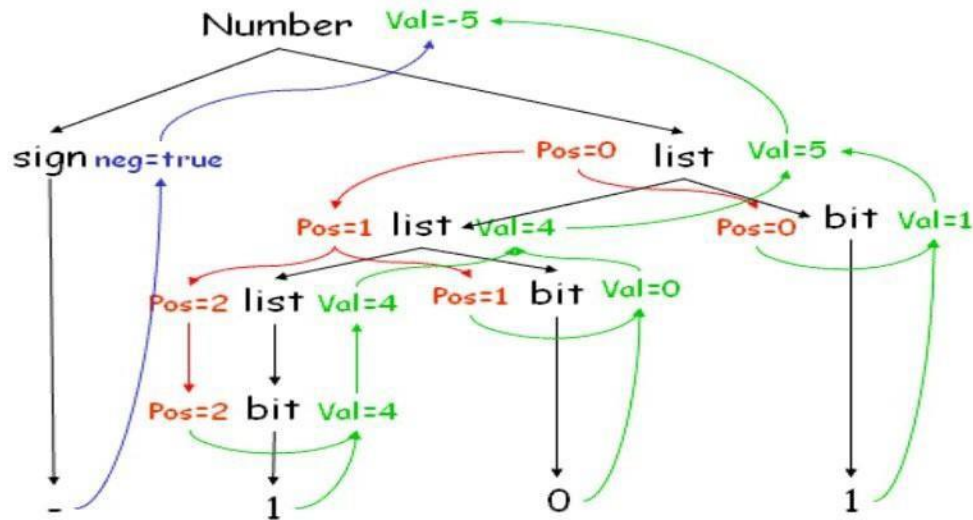 Number Val=-5
sign neg=true Pos=0 list Val=5
Pos=1 list Val=4 Pos=0 bit Val=1
Pos=2 list Val=4 Pos=1 bit Val=0
Pos=2 bit Val=4
- 1 0 1